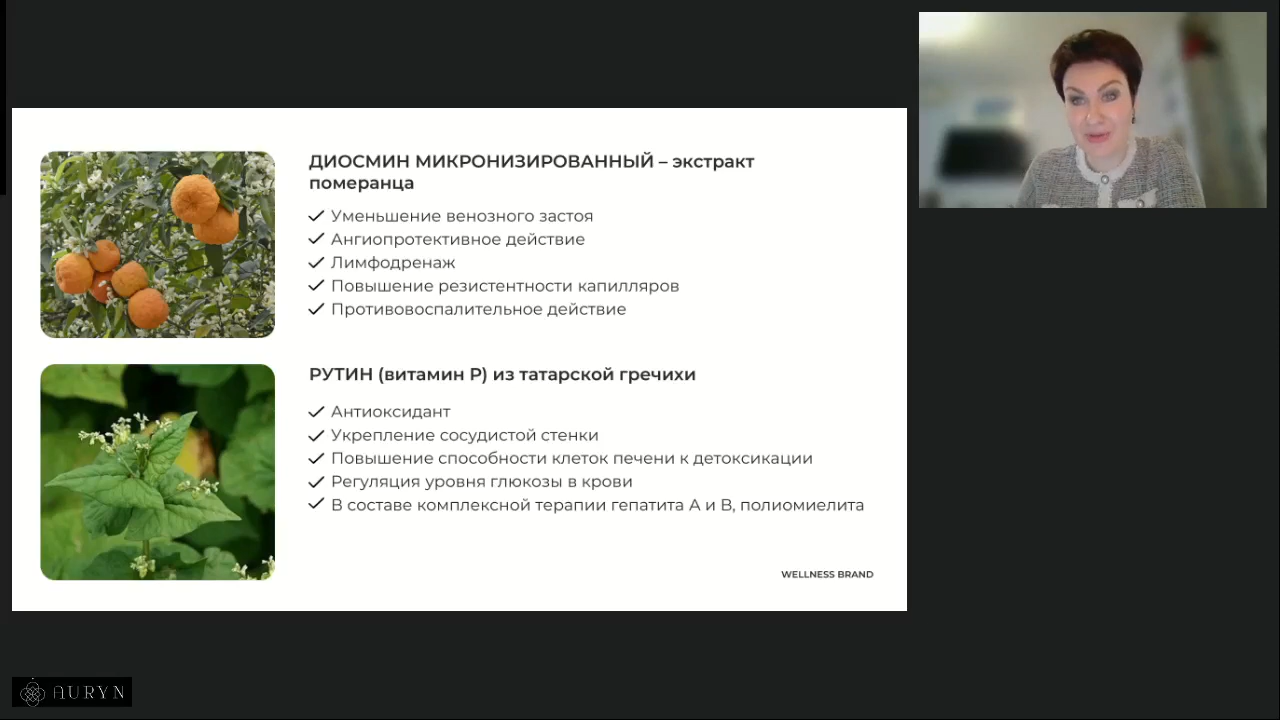 ДИОСМИН МИКРОНИЗИРОВАННЫЙ – экстракт
померанца
Уменьшение венозного застоя
Ангиопротективное действие
Лимфодренаж
Повышение резистентности капилляров
Противовоспалительное действие
РУТИН (витамин Р) из татарской гречихи
Антиоксидант
Укрепление сосудистой стенки
Повышение способности клеток печени к детоксикации
Регуляция уровня глюкозы в крови
В составе комплексной терапии гепатита А и В, полиомиелита
WELLNESS BRAND
AURYN